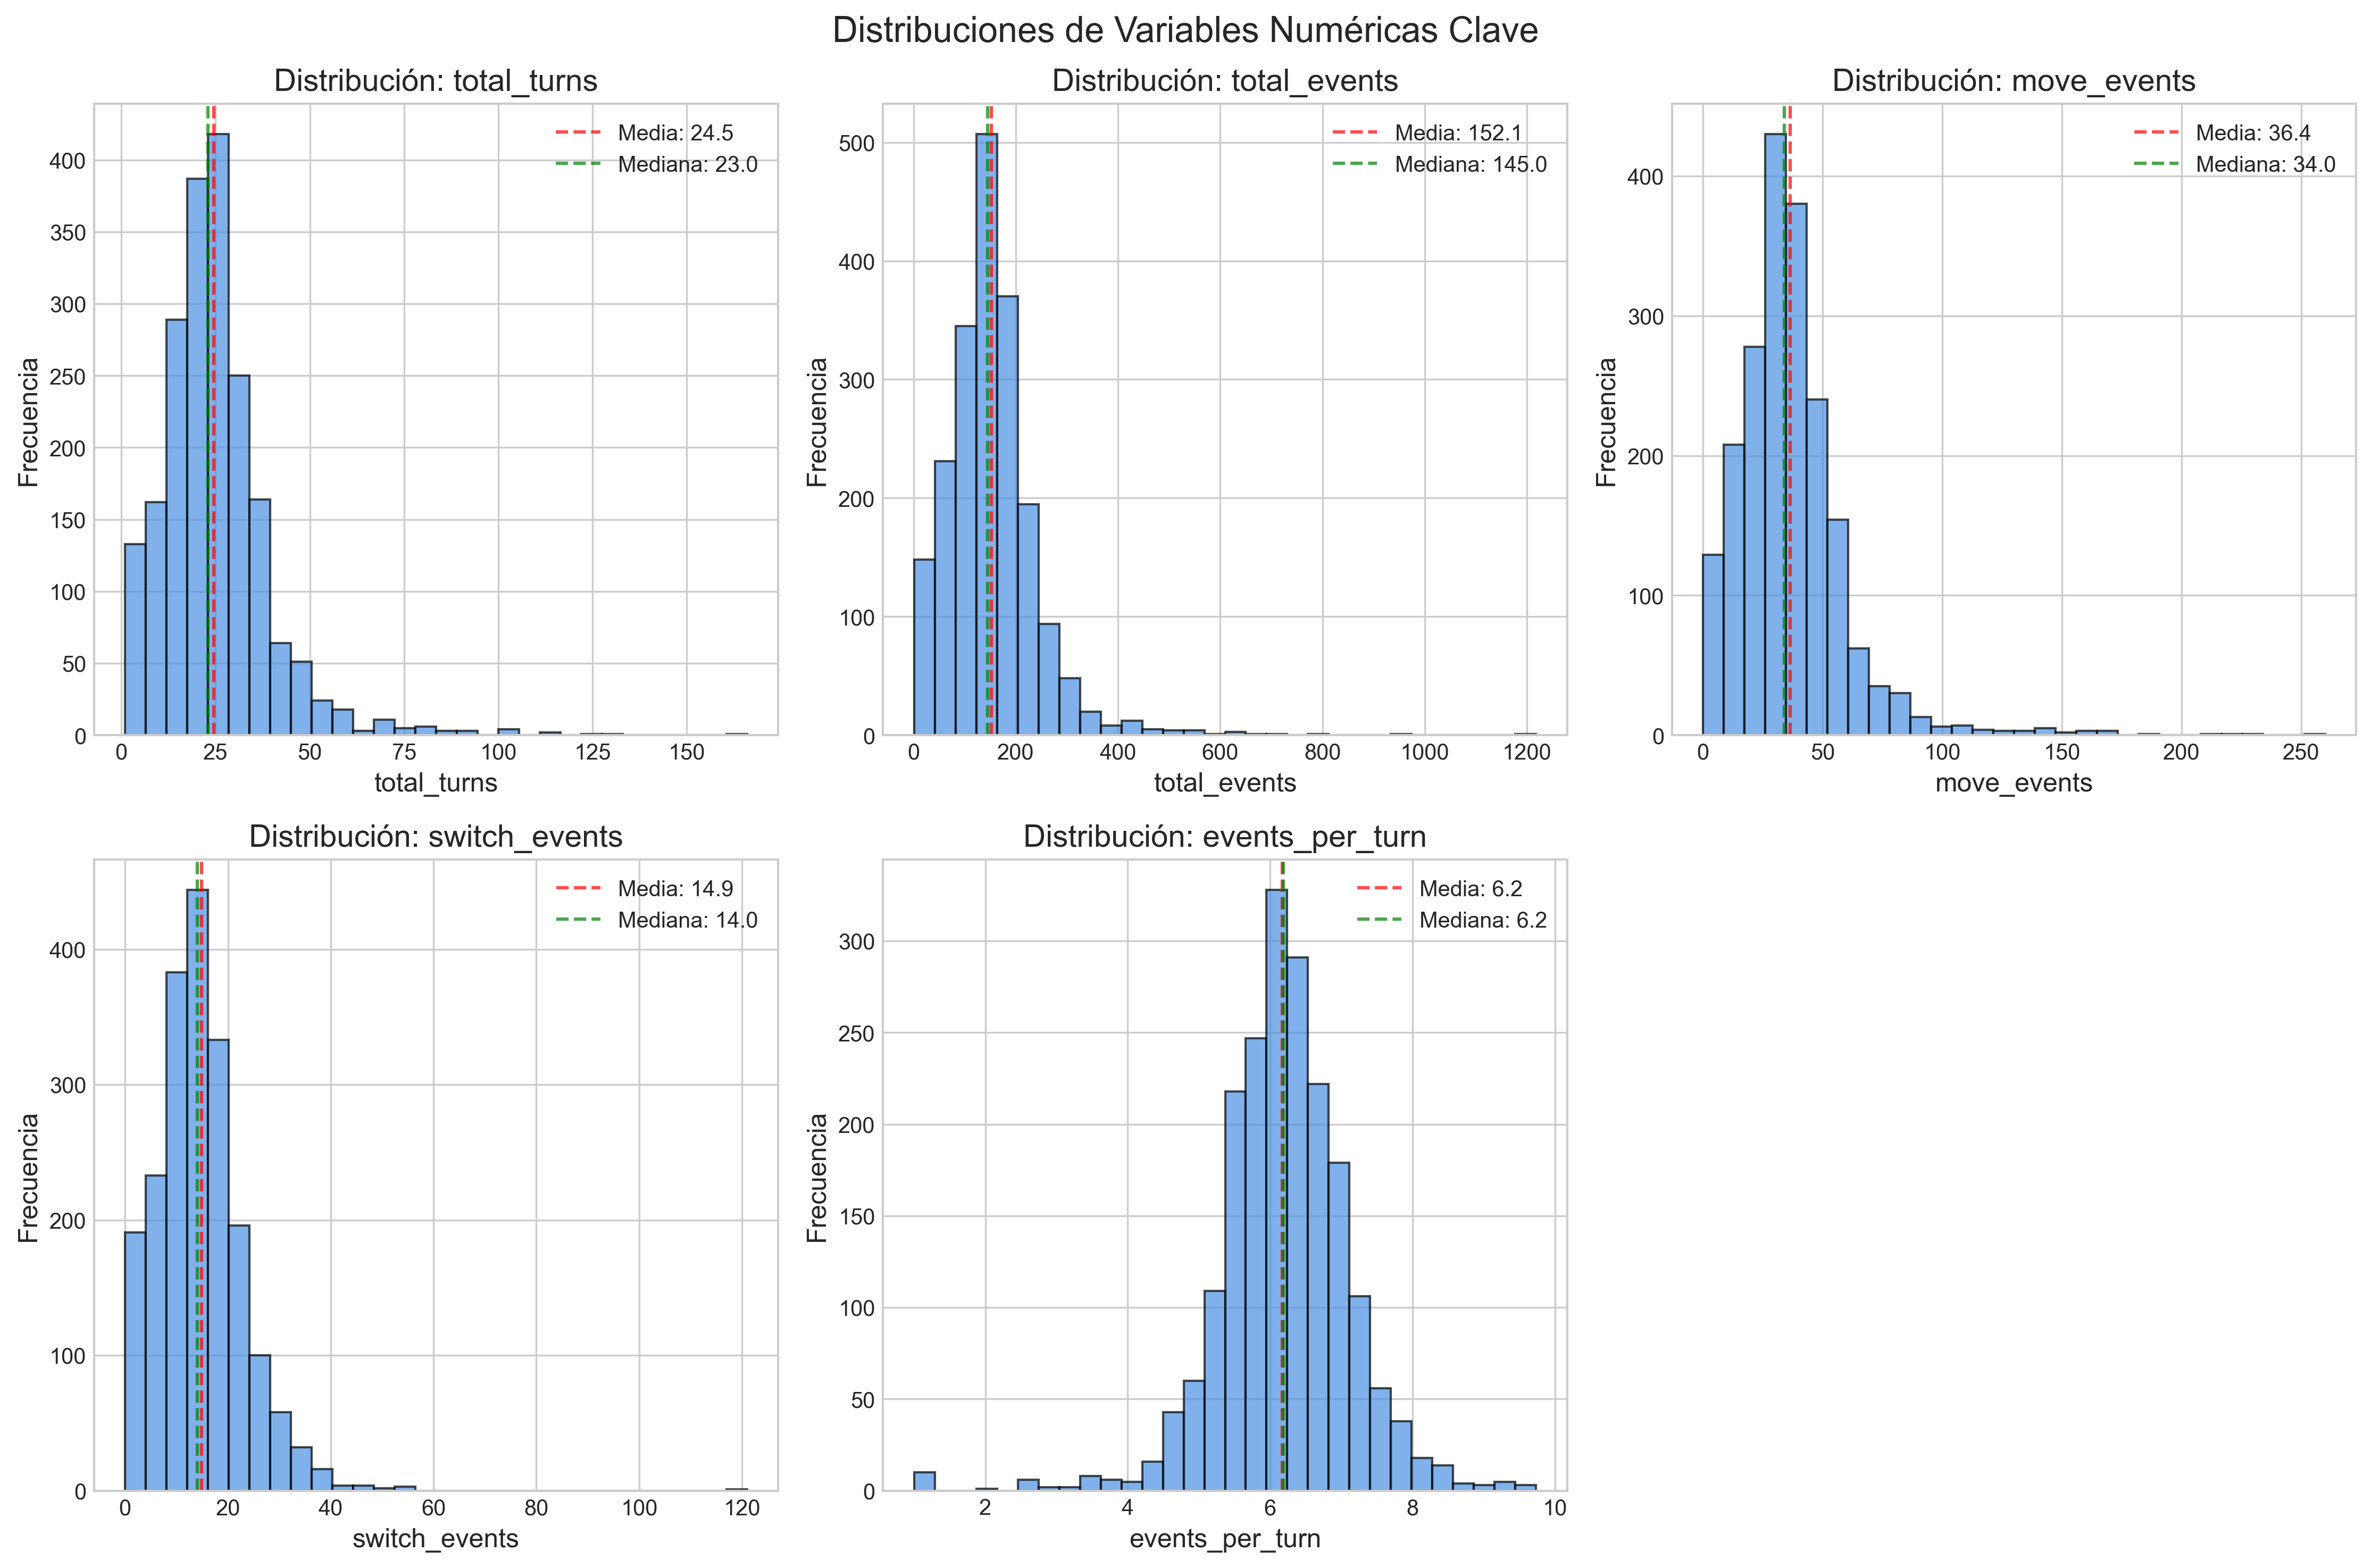 Distribuciones de Variables Numéricas Clave
Distribución: total_turns
Media: 24.5
Mediana: 23.0
Frecuencia
400
350
300
250
200
150
100
50
0
0 25 50 75 100 125 150
total_turns
Distribución: total_events
Media: 152.1
Mediana: 145.0
Frecuencia
500
400
300
200
100
0
0 200 400 600 800 1000 1200
total_events
Distribución: move_events
Media: 36.4
Mediana: 34.0
Frecuencia
400
300
200
100
0
0 50 100 150 200 250
move_events
Distribución: switch_events
Media: 14.9
Mediana: 14.0
Frecuencia
400
300
200
100
0
0 20 40 60 80 100 120
switch_events
Distribución: events_per_turn
Media: 6.2
Mediana: 6.2
Frecuencia
300
250
200
150
100
50
0
2 4 6 8 10
events_per_turn